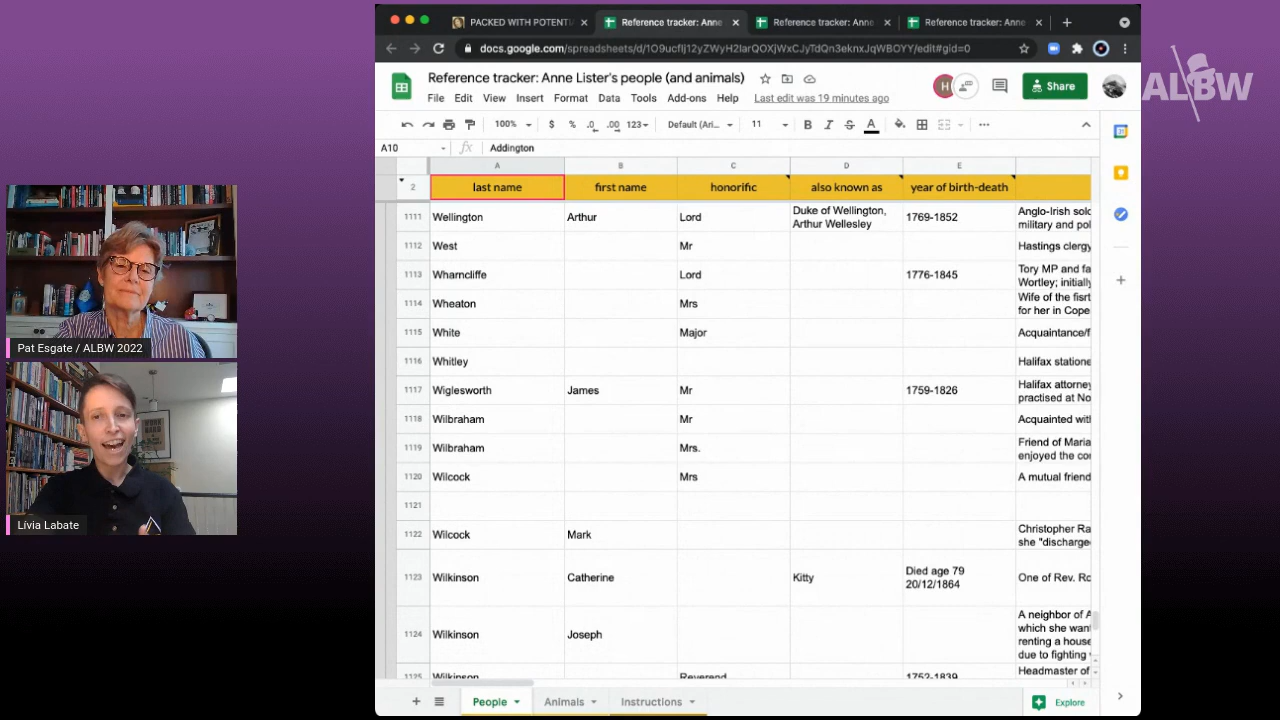 PACKED WITH POTENTI
Reference tracker: Anne
Reference tracker: Anne
Reference tracker: Anne
docs.google.com/spreadsheets/d/1O9ucfIj12yZWyH2IarQOXjWxCJyTdQn3eknxJqWBOYY/edit#gid=0
Reference tracker: Anne Lister's people (and animals)
File Edit View Insert Format Data Tools Add-ons Help Last edit was 19 minutes ago
H
Share
ALBW
100% $ % .0 .00 123 Default (Ari... 11 B I S A
A10 fx Addington
A B C D E
2 last name first name honorific also known as year of birth-death
1111 Wellington Arthur Lord Duke of Wellington, Arthur Wellesley 1769-1852 Anglo-Irish sold
military and pol
1112 West Mr Hastings clergy
1113 Wharncliffe Lord 1776-1845 Tory MP and fa
Wortley; initially
1114 Wheaton Mrs Wife of the fisrt
for her in Cope
1115 White Major Acquaintance/f
1116 Whitley Halifax statione
1117 Wiglesworth James Mr 1759-1826 Halifax attorney
practised at No
1118 Wilbraham Mr Acquainted wit
1119 Wilbraham Mrs. Friend of Maria
enjoyed the cou
1120 Wilcock Mrs A mutual friend
1121
1122 Wilcock Mark Christopher Ra
she "discharge
1123 Wilkinson Catherine Kitty Died age 79
20/12/1864 One of Rev. Ro
1124 Wilkinson Joseph A neighbor of A
which she want
renting a house
due to fighting
1125 Wilkinson Reverend 1752-1839 Headmaster of
People Animals Instructions Explore
Pat Esgate / ALBW 2022
Lívia Labate